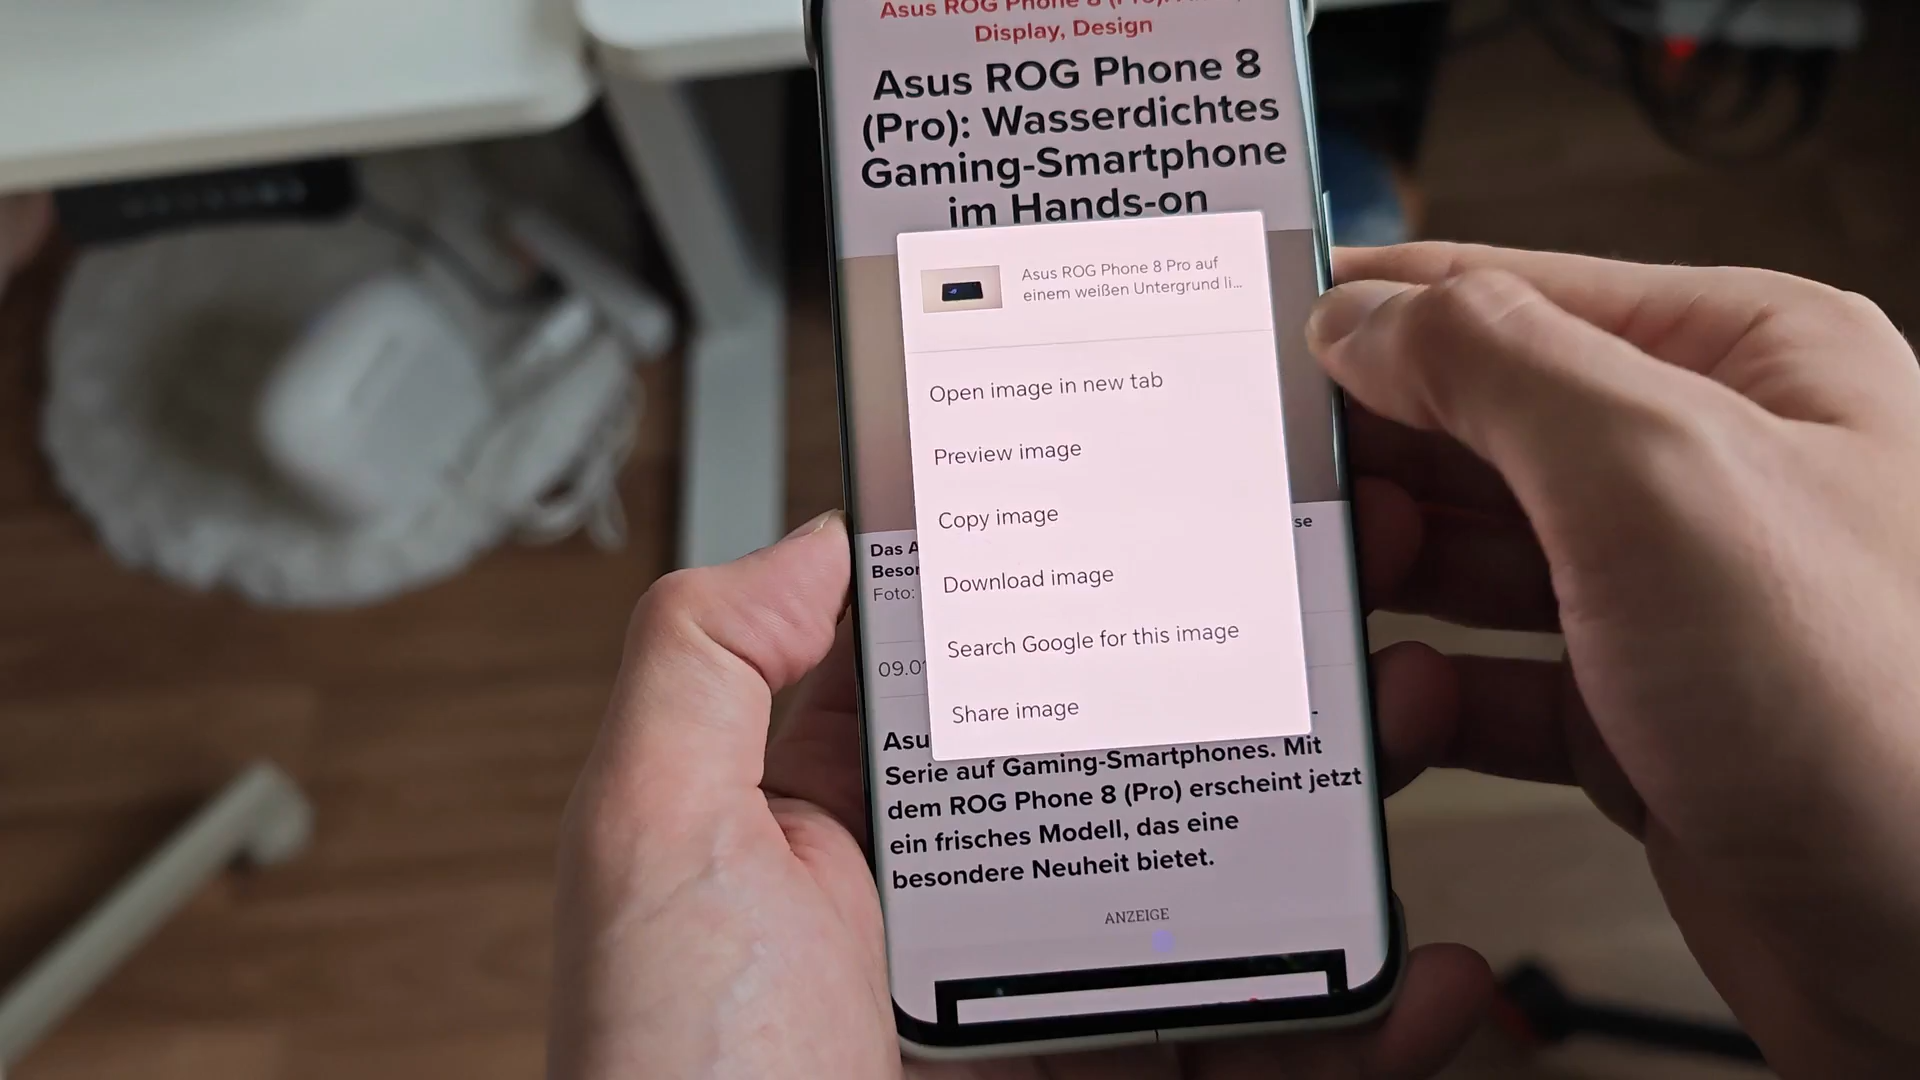 Asus ROG Phone 8 (Pro):
Display, Design
Asus ROG Phone 8
(Pro): Wasserdichtes
Gaming-Smartphone
im Hands-on
Asus ROG Phone 8 Pro auf
einem weißen Untergrund li...
Open image in new tab
Preview image
Copy image
Download image
Search Google for this image
Share image
Das A
se
Beso
Foto:
09.0
Asu
Serie auf Gaming-Smartphones. Mit
dem ROG Phone 8 (Pro) erscheint jetzt
ein frisches Modell, das eine
besondere Neuheit bietet.
ANZEIGE